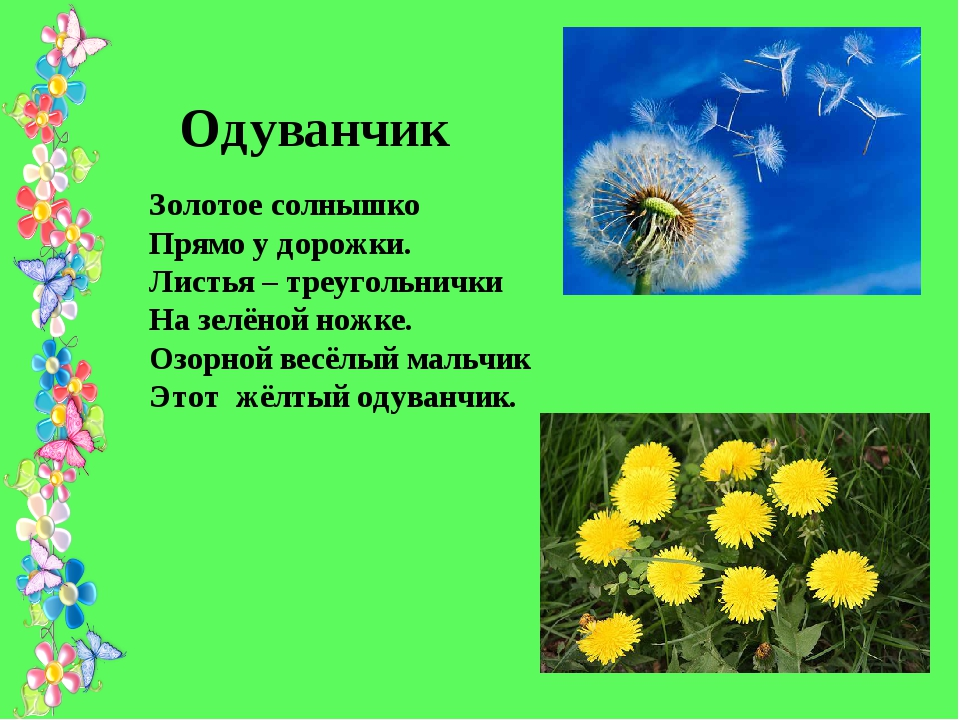 Одуванчик
Золотое солнышко
Прямо у дорожки.
Листья – треугольнички
На зелёной ножке.
Озорной весёлый мальчик
Этот  жёлтый одуванчик.